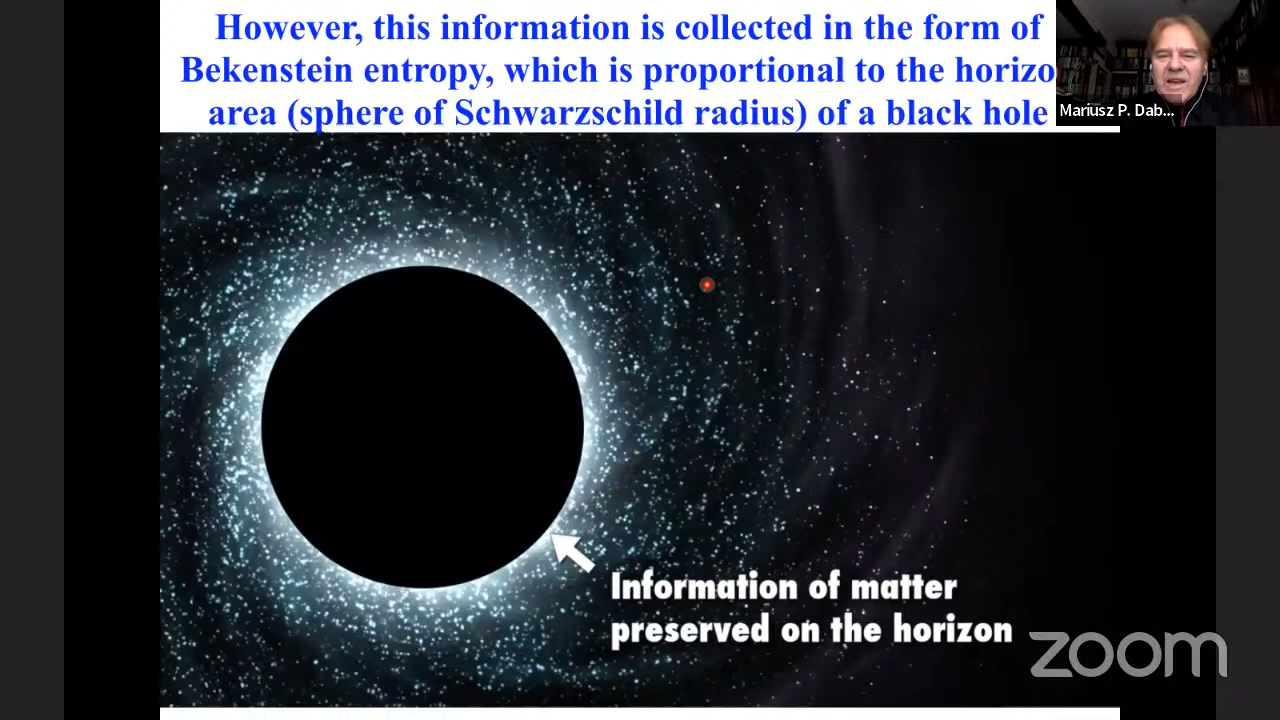 However, this information is collected in the form of
Bekenstein entropy, which is proportional to the horizo
area (sphere of Schwarzschild radius) of a black hole
Mariusz P. Dab...
Information of matter
preserved on the horizon
zoom